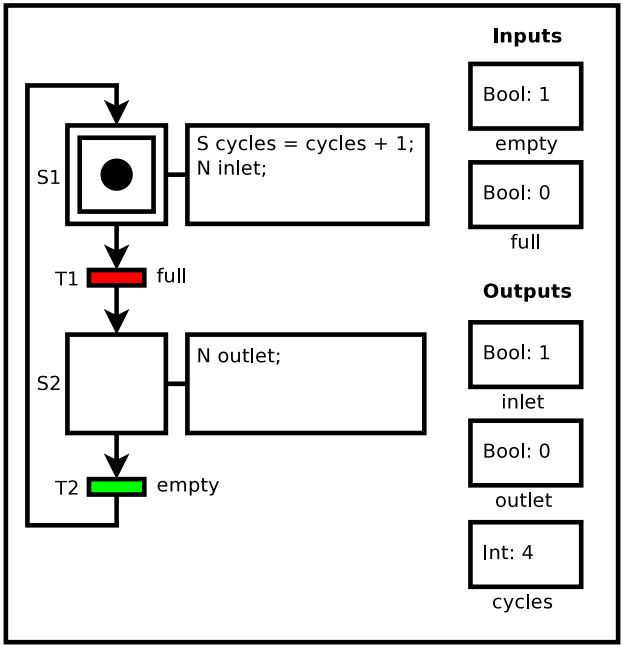 S1
S cycles = cycles + 1;
N inlet;
T1
full
S2
N outlet;
T2
empty
Inputs
Bool: 1
empty
Bool: 0
full
Outputs
Bool: 1
inlet
Bool: 0
outlet
Int: 4
cycles